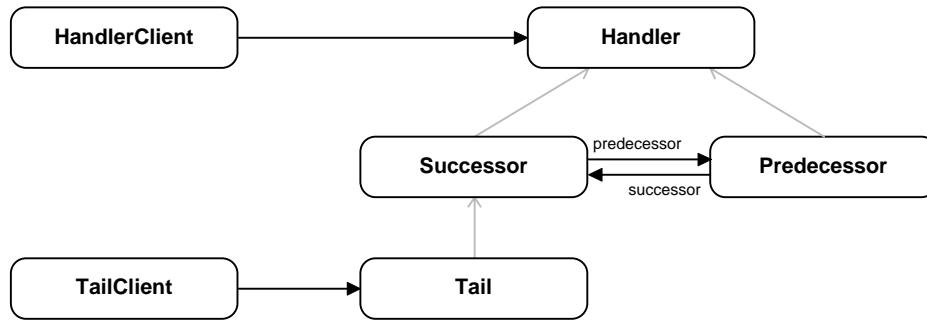 HandlerClient
Handler
predecessor
Successor
Predecessor
successor
TailClient
Tail